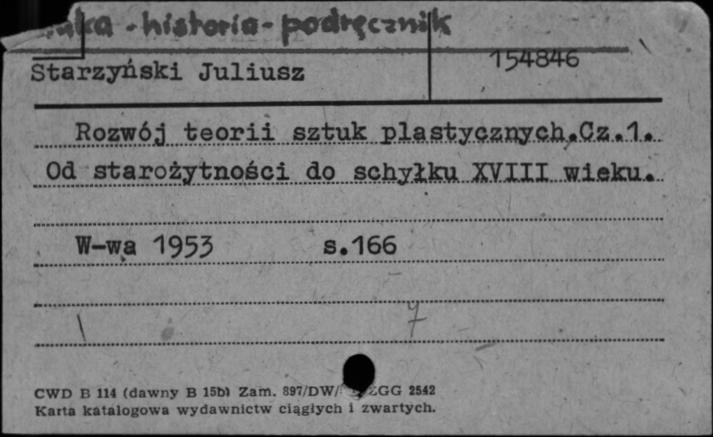 -historia-podręcznik
Starzyński Juliusz 154846
Rozwój teorii sztuk plastycznych.Cz.1.
Od starożytności do schyłku XVIII wieku.
W-wa 1953 s.166
7
CWD B 114 (dawny B 15b) Zam. 897/DW/ ZGG 2542
Karta katalogowa wydawnictw ciągłych i zwartych.